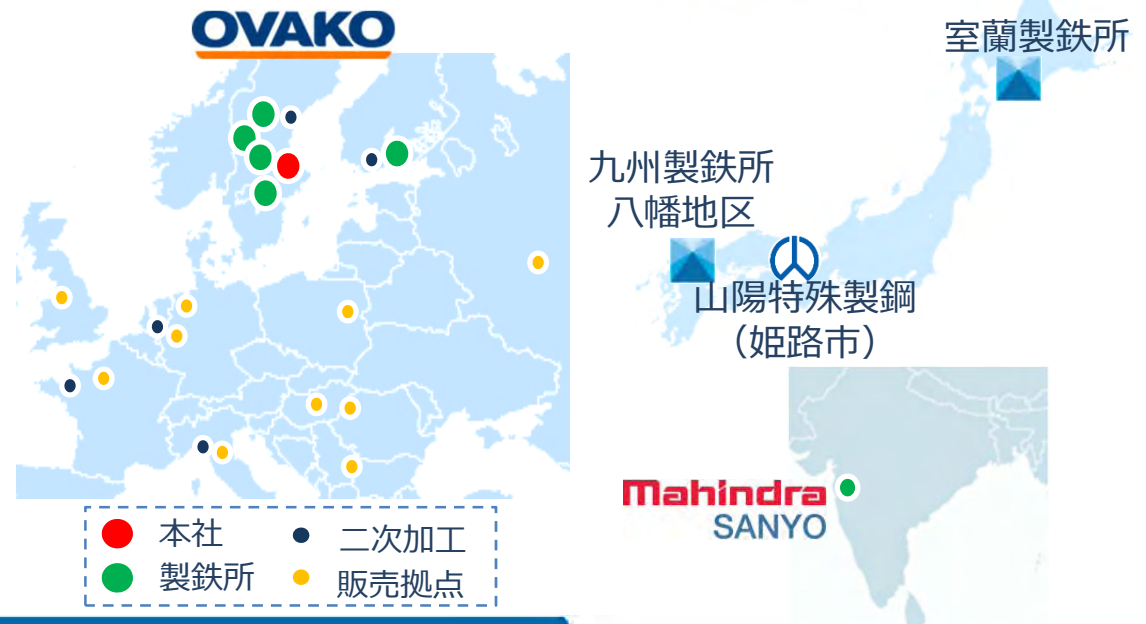 OVAKO
本社
二次加工
製鉄所
販売拠点
室蘭製鉄所
九州製鉄所
八幡地区
山陽特殊製鋼
（姫路市）
Mahindra
SANYO